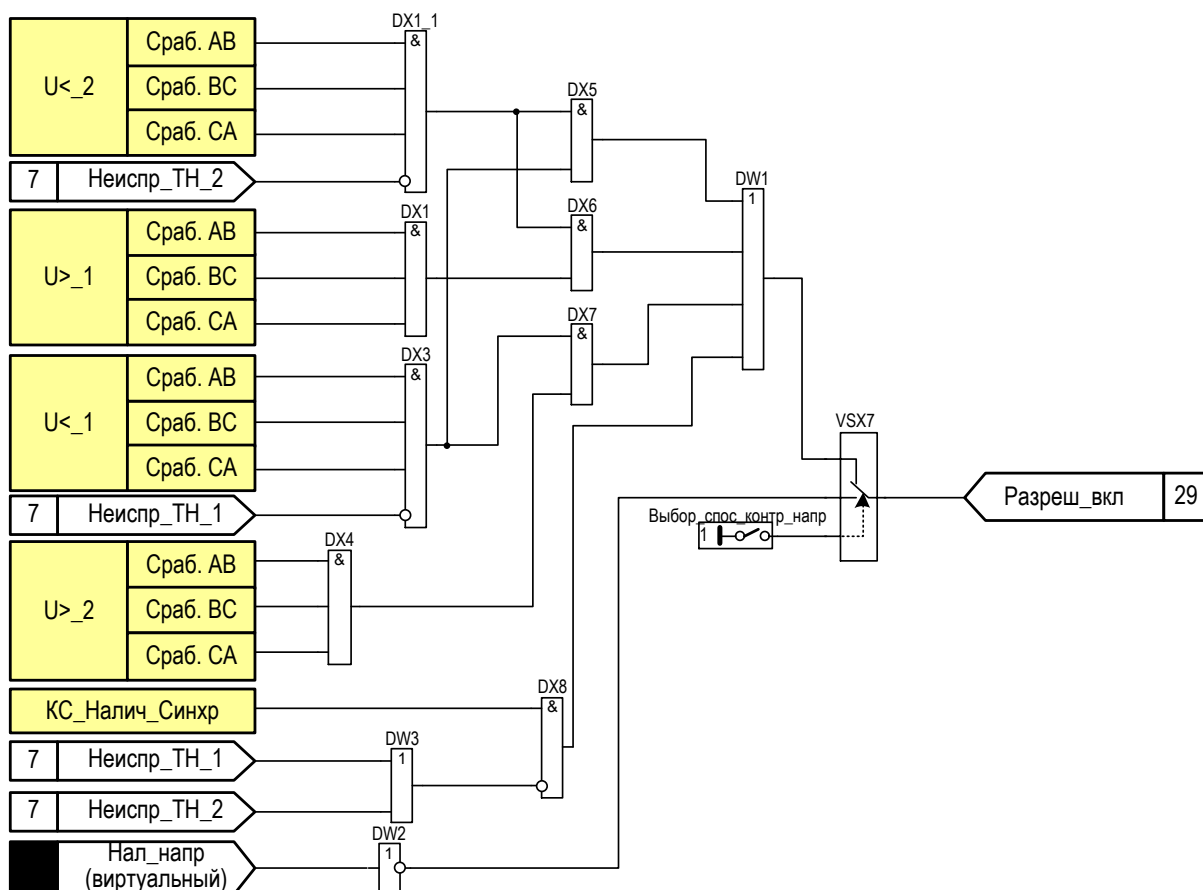 DX1_1
Сраб. AB
&
U<_2
Сраб. BC
DX5
&
Сраб. CA
7 Неиспр_ТН_2
DW1
1
DX1
&
DX6
&
Сраб. AB
U>_1
Сраб. BC
Сраб. CA
DX7
&
DX3
&
Сраб. AB
U<_1
Сраб. BC
VSX7
Сраб. CA
7 Неиспр_ТН_1
Выбор_спос_контр_напр
1
Разреш_вкл 29
DX4
&
Сраб. AB
U>_2
Сраб. BC
Сраб. CA
DX8
&
КС_Налич_Синхр
DW3
1
7 Неиспр_ТН_1
7 Неиспр_ТН_2
DW2
1
Нал_напр
(виртуальный)